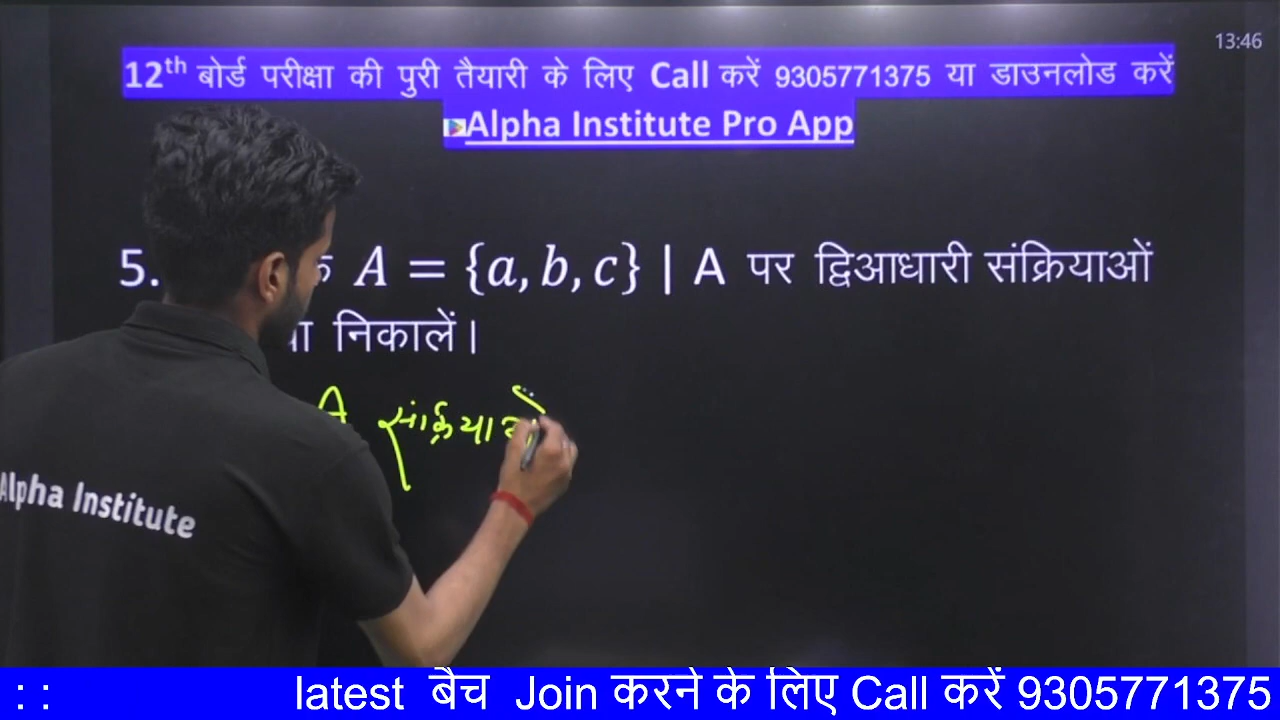 13:46
12th बोर्ड परीक्षा की पुरी तैयारी के लिए Call करें 9305771375 या डाउनलोड करें
Alpha Institute Pro App
5. A = {a, b, c} | A पर द्विआधारी संक्रियाओं
निकालें।
A संक्रियाओ
Alpha Institute
: : latest बैच Join करने के लिए Call करें 9305771375